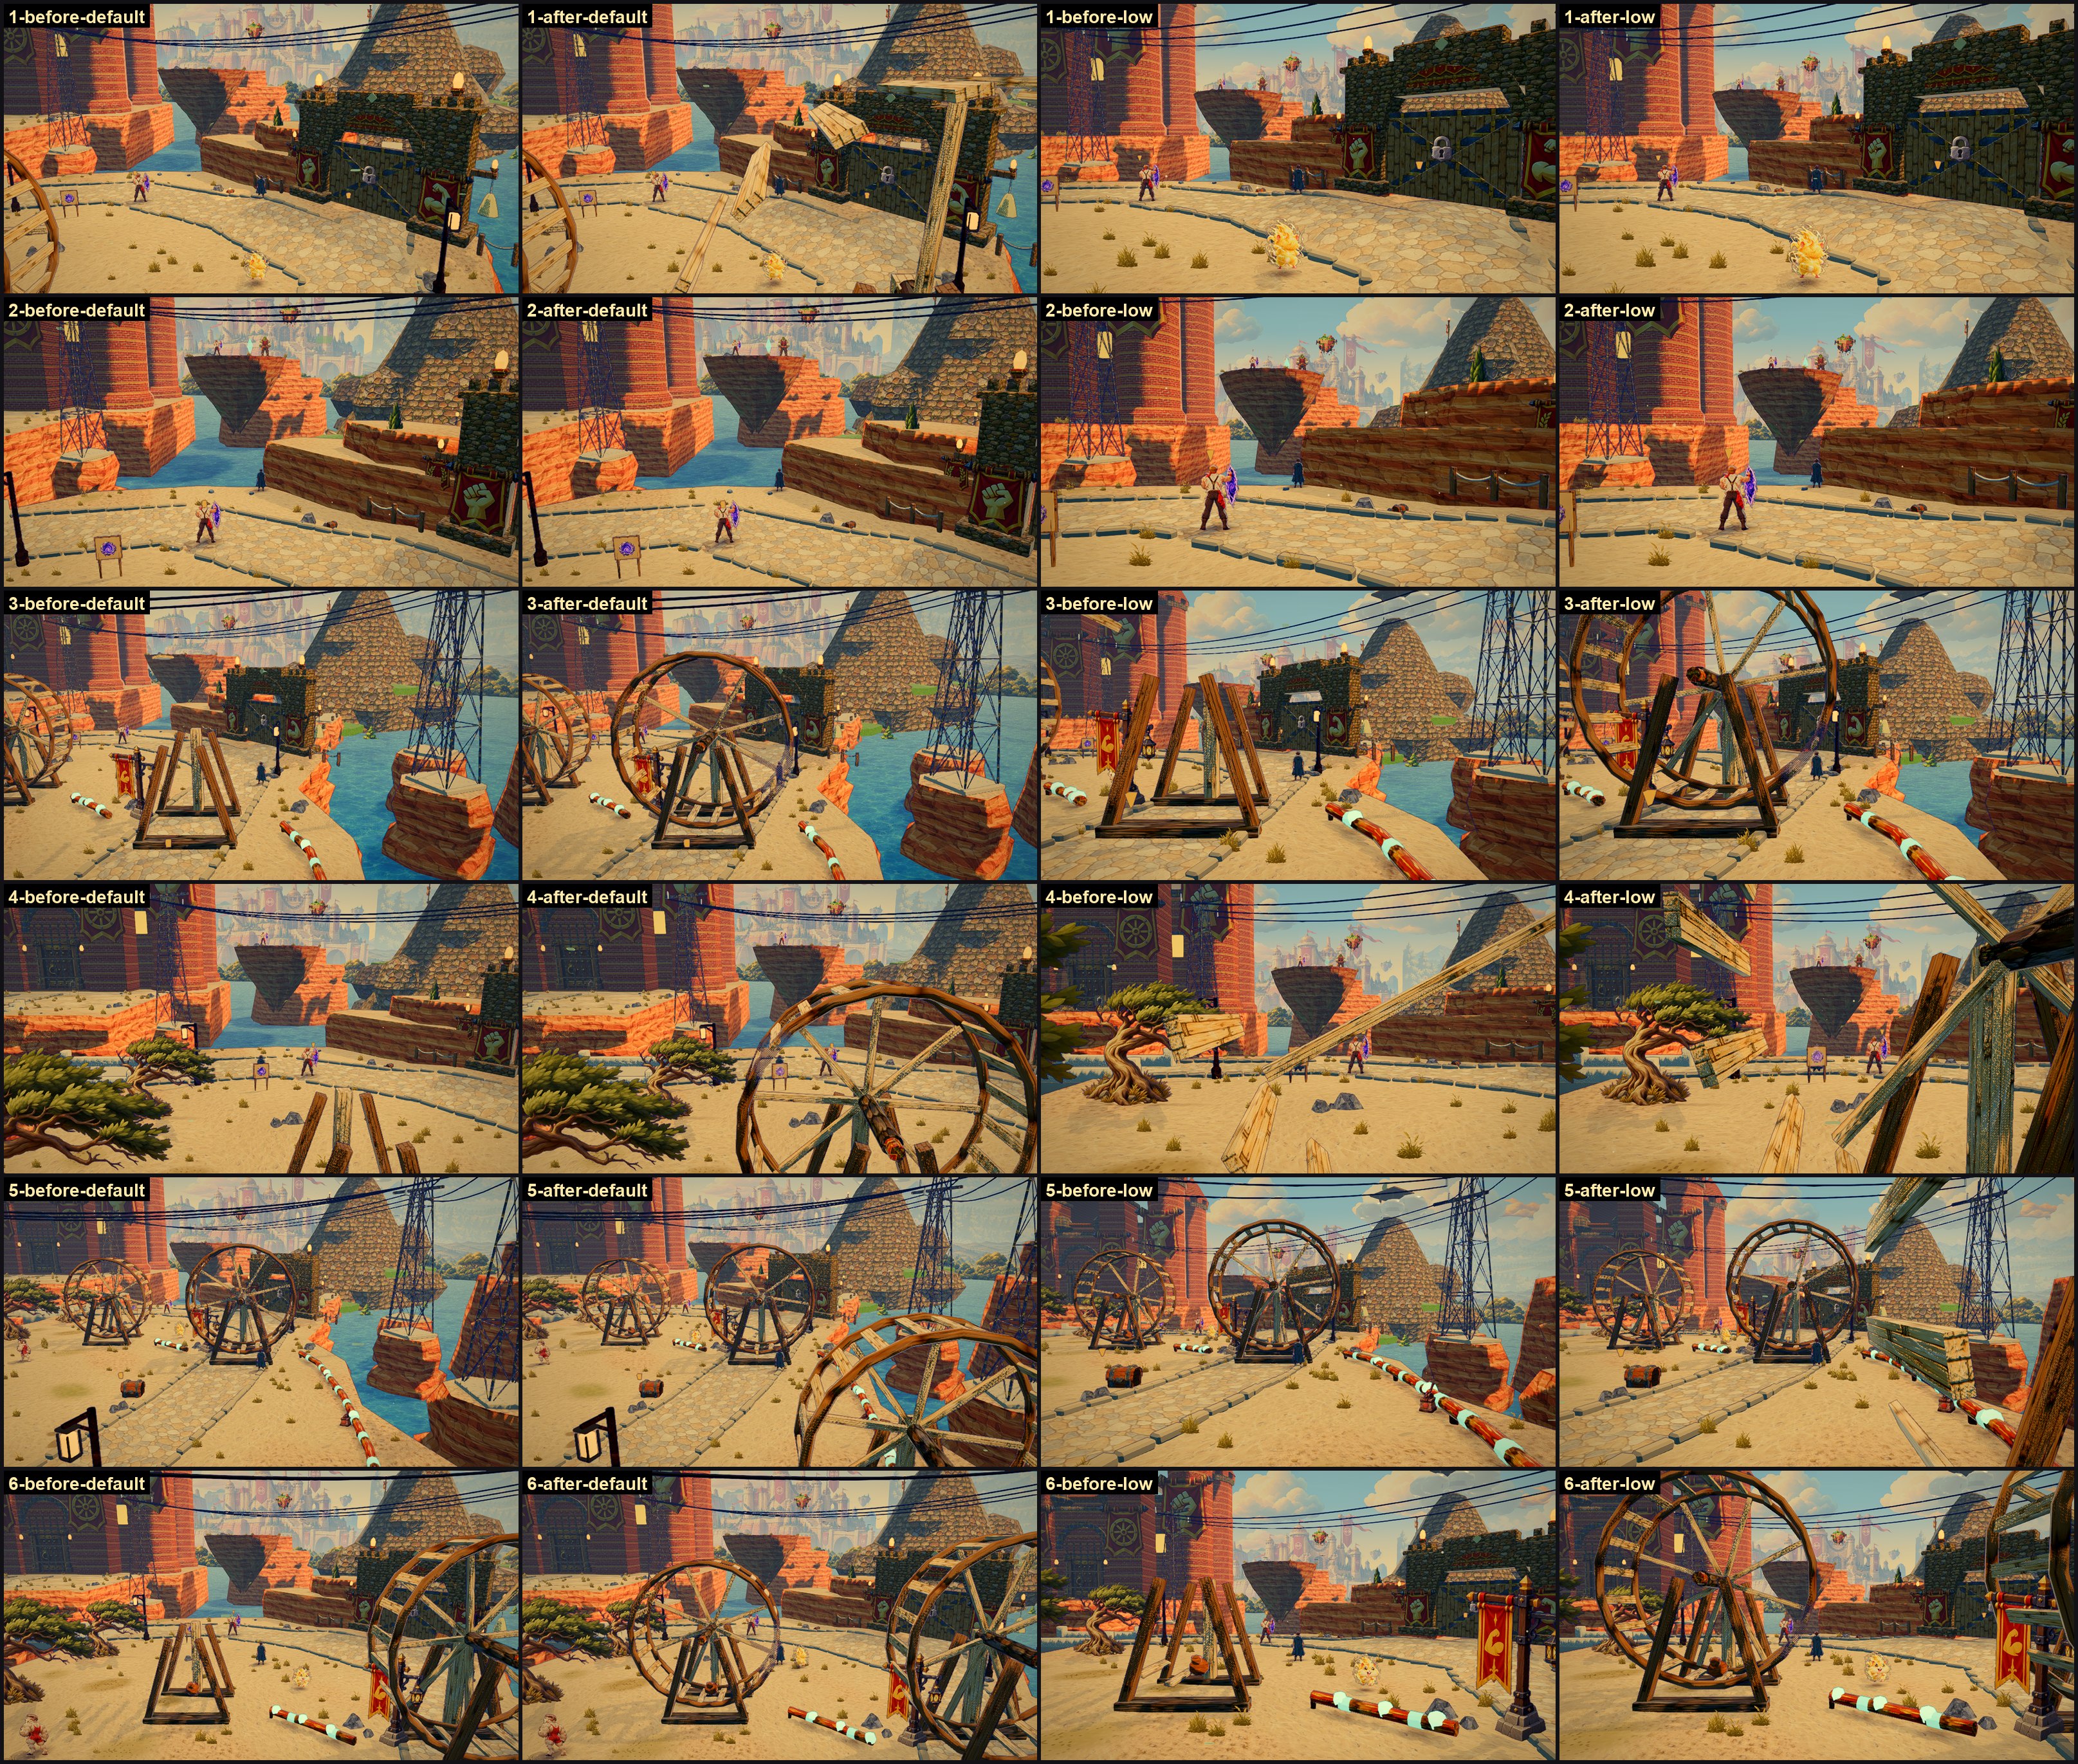 1-before-default
1-after-default
1-before-low
1-after-low
2-before-default
2-after-default
2-before-low
2-after-low
3-before-default
3-after-default
3-before-low
3-after-low
4-before-default
4-after-default
4-before-low
4-after-low
5-before-default
5-after-default
5-before-low
5-after-low
6-before-default
6-after-default
6-before-low
6-after-low